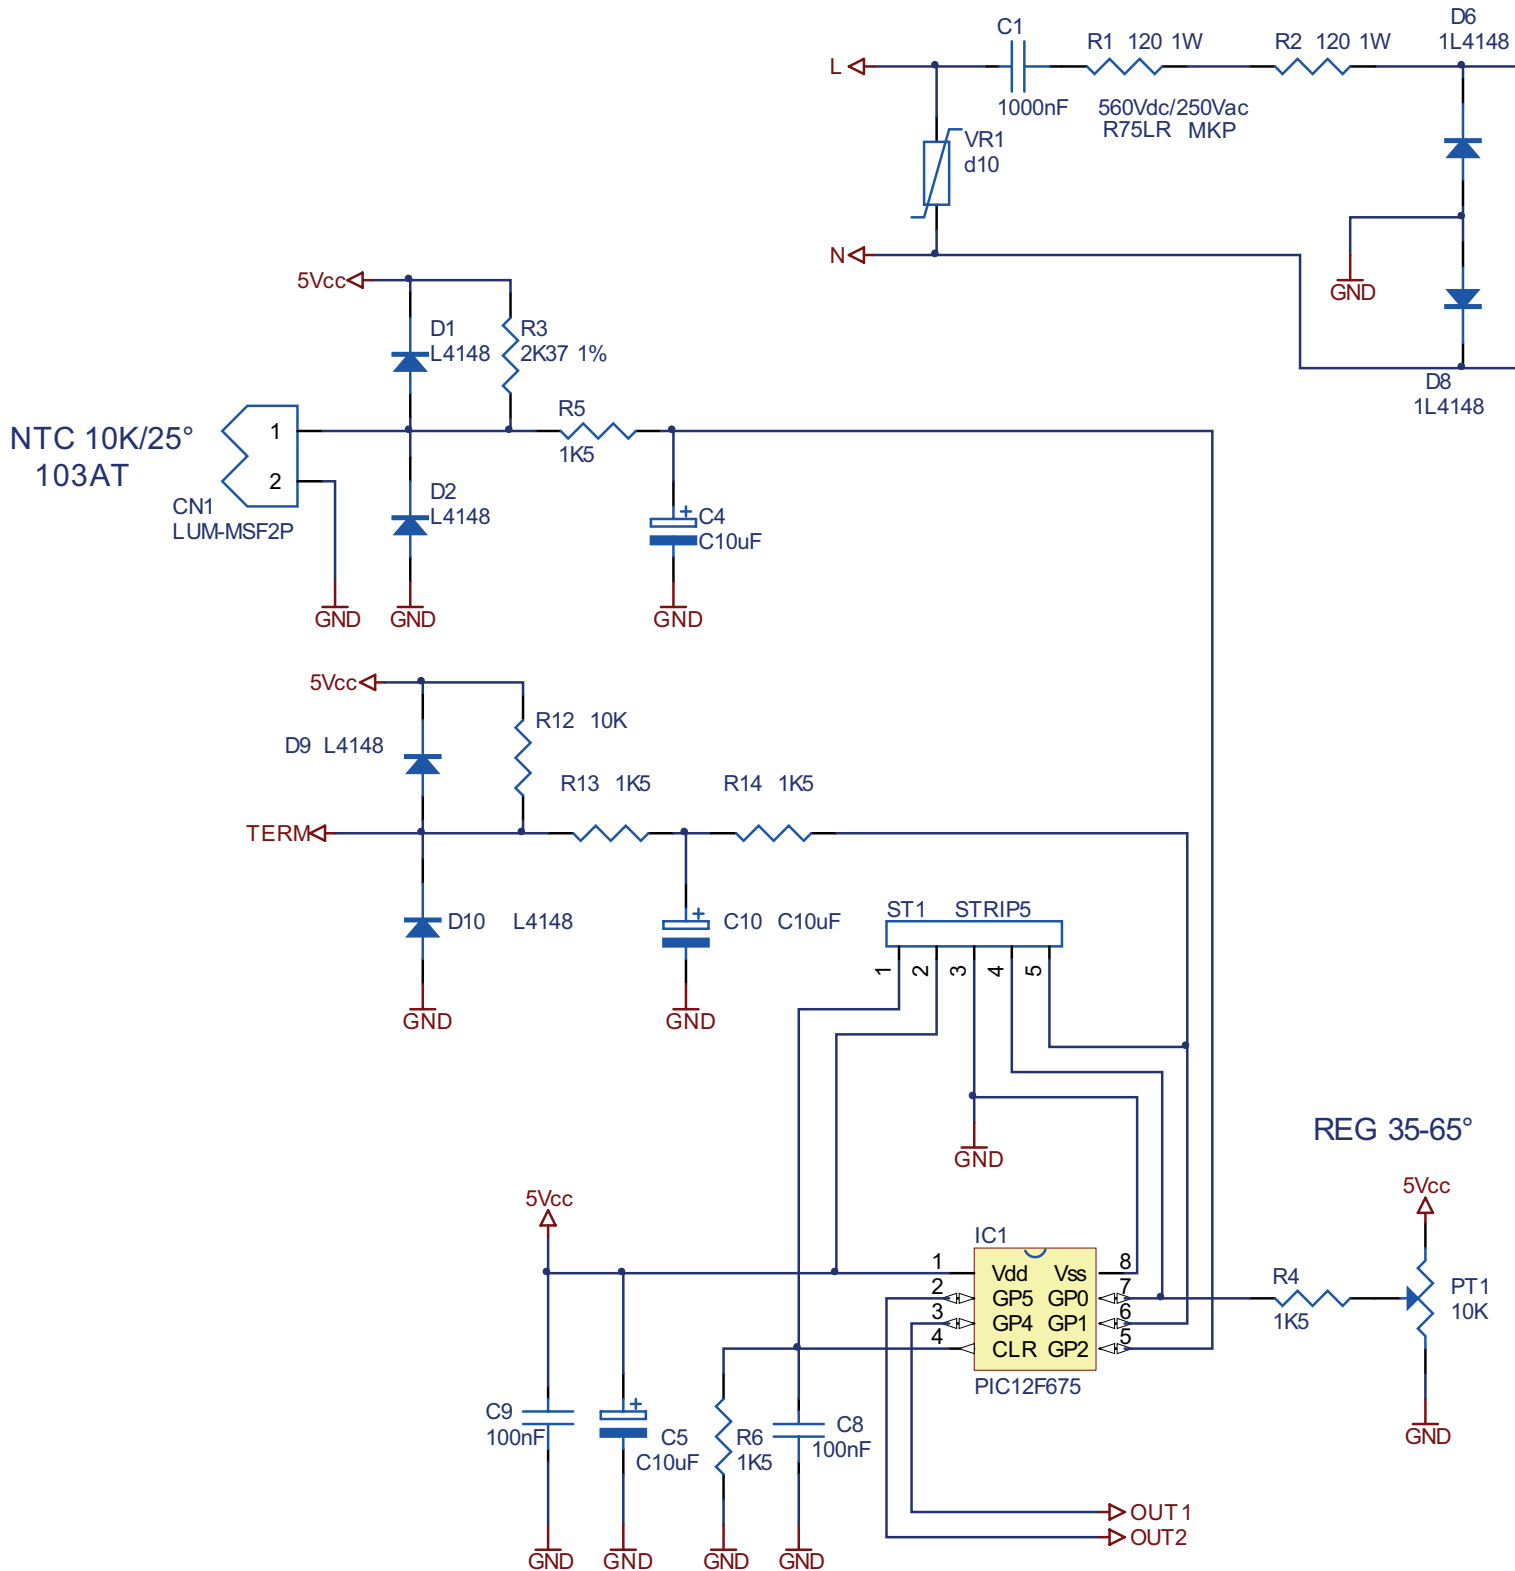 C1
R1 120 1W
R2 120 1W
D6
1L4148
L
1000nF
560Vdc/250Vac
R75LR MKP
VR1
d10
N
GND
D8
1L4148
5Vcc
D1
L4148
R3
2K37 1%
NTC 10K/25°
103AT
1
2
CN1
LUM-MSF2P
R5
1K5
D2
L4148
+
C4
C10uF
GND
GND
GND
5Vcc
R12 10K
D9 L4148
R13 1K5
R14 1K5
TERM
D10 L4148
+
C10 C10uF
GND
GND
ST1 STRIP5
1
2
3
4
5
GND
REG 35-65°
5Vcc
5Vcc
IC1
1 Vdd Vss 8
2 GP5 GP0 7
3 GP4 GP1 6
4 CLR GP2 5
PIC12F675
R4
1K5
PT1
10K
GND
C9
100nF
+
C5
C10uF
R6
1K5
C8
100nF
GND
GND
GND
GND
OUT1
OUT2